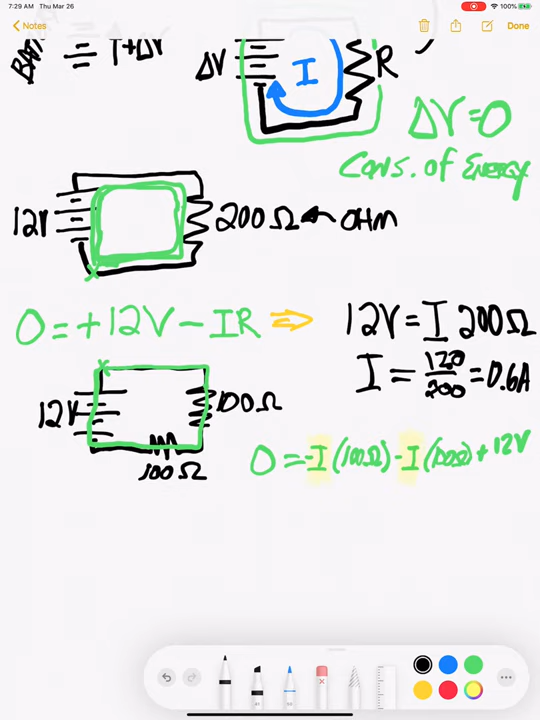 7:29 AM Thu Mar 26
100%
Notes
Done
ΔV
I
R
ΔV=0
Cons. of Energy
12V
200Ω ← OHM
0=+12V-IR ⇒
12V = I 200Ω
I = 120/200 = 0.6A
12V
100Ω
100Ω
0 = -I(100Ω) - I(100Ω) + 12V